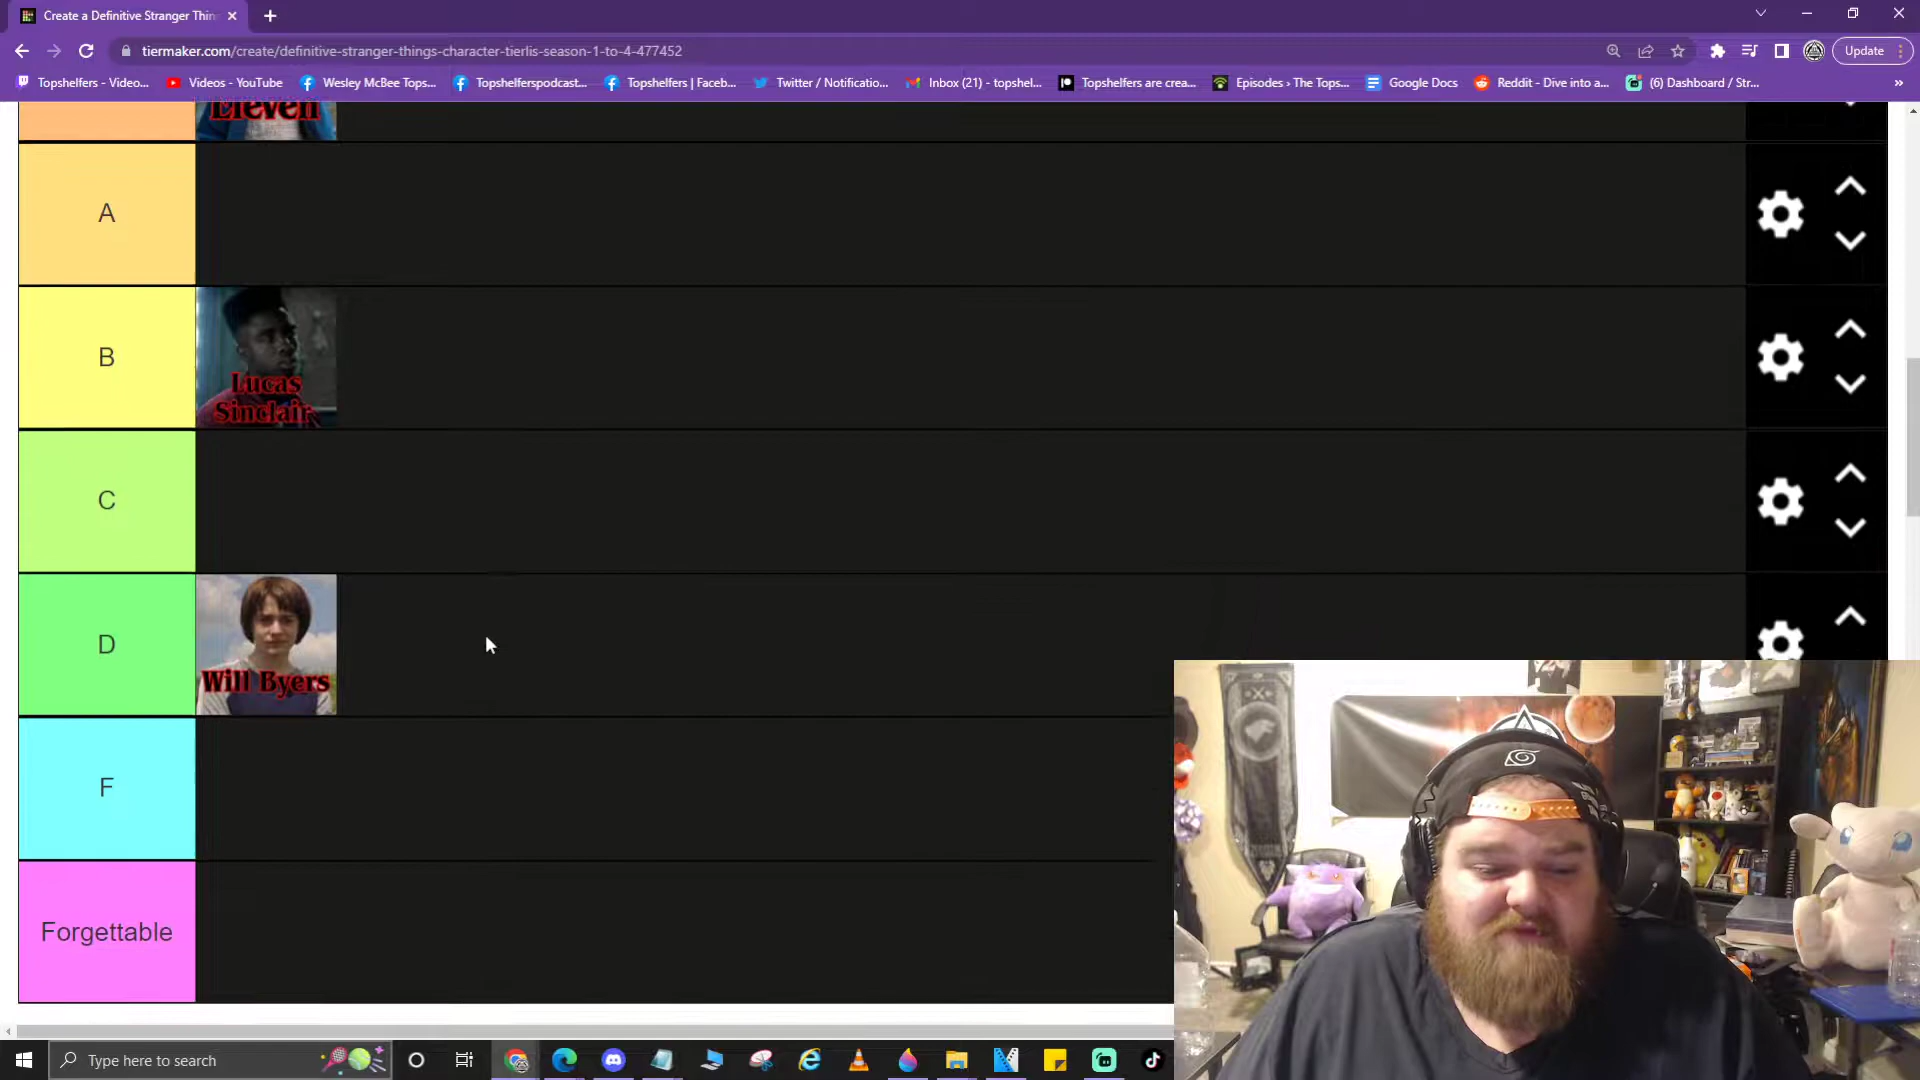 Create a Definitive Stranger Thin
tiermaker.com/create/definitive-stranger-things-character-tierlis-season-1-to-4-477452
Update
Topshelfers - Video...
Videos - YouTube
Wesley McBee Tops...
Topshelferspodcast...
Topshelfers | Faceb...
Twitter / Notificatio...
Inbox (21) - topshel...
Topshelfers are crea...
Episodes › The Tops...
Google Docs
Reddit - Dive into a...
(6) Dashboard / Str...
Eleven
A
B
Lucas
Sinclair
C
D
Will Byers
F
Forgettable
Type here to search